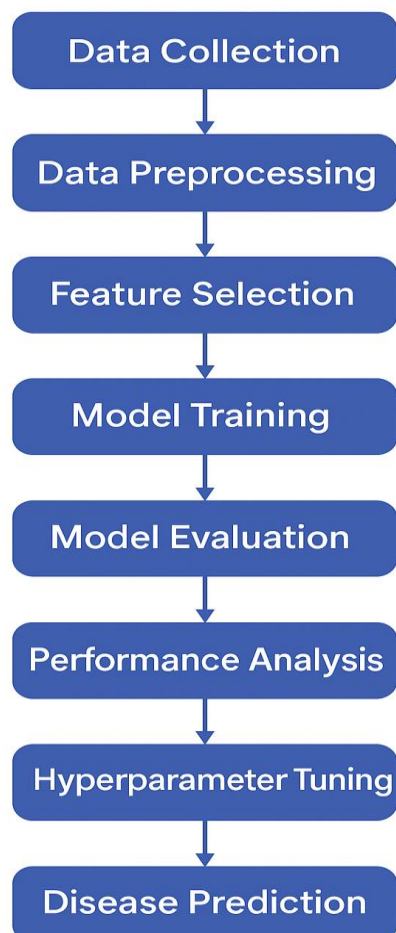 Data Collection
Data Preprocessing
Feature Selection
Model Training
Model Evaluation
Performance Analysis
Hyperparameter Tuning
Disease Prediction